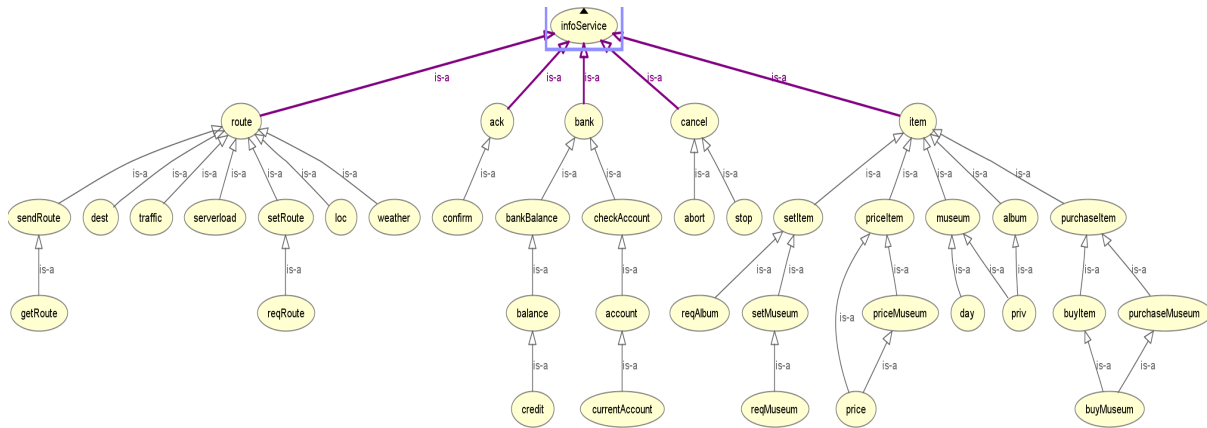 infoService
is-a is-a is-a is-a is-a
route ack bank cancel item
is-a is-a is-a is-a is-a is-a is-a is-a is-a is-a is-a is-a is-a is-a is-a is-a is-a
sendRoute dest traffic serverload setRoute loc weather confirm bankBalance checkAccount abort stop setItem priceItem museum album purchaseItem
is-a is-a is-a is-a is-a is-a is-a is-a is-a is-a is-a is-a
getRoute reqRoute balance account reqAlbum setMuseum priceMuseum day priv buyItem purchaseMuseum
is-a is-a is-a is-a is-a is-a is-a
credit currentAccount reqMuseum price buyMuseum